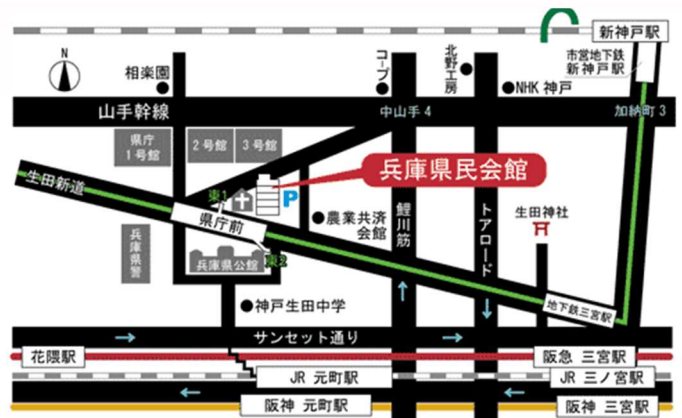 新神戸駅
市営地下鉄
新神戸駅
N
相楽園
コープ
北野工房
NHK 神戸
山手幹線
中山手 4
加納町 3
県庁
1 号館
2 号館
3 号館
兵庫県民会館
生田新道
東1
P
県庁前
農業共済
会館
鯉川筋
トアロード
生田神社
兵庫県警
兵庫県公館
東2
神戸生田中学
地下鉄三宮駅
サンセット通り
花隈駅
阪急 三宮駅
JR 元町駅
JR 三ノ宮駅
阪神 元町駅
阪神 三宮駅